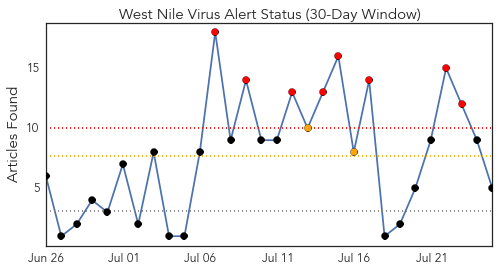 West Nile Virus Alert Status (30-Day Window)
Articles Found
15
10
5
Jun 26
Jul 01
Jul 06
Jul 11
Jul 16
Jul 21